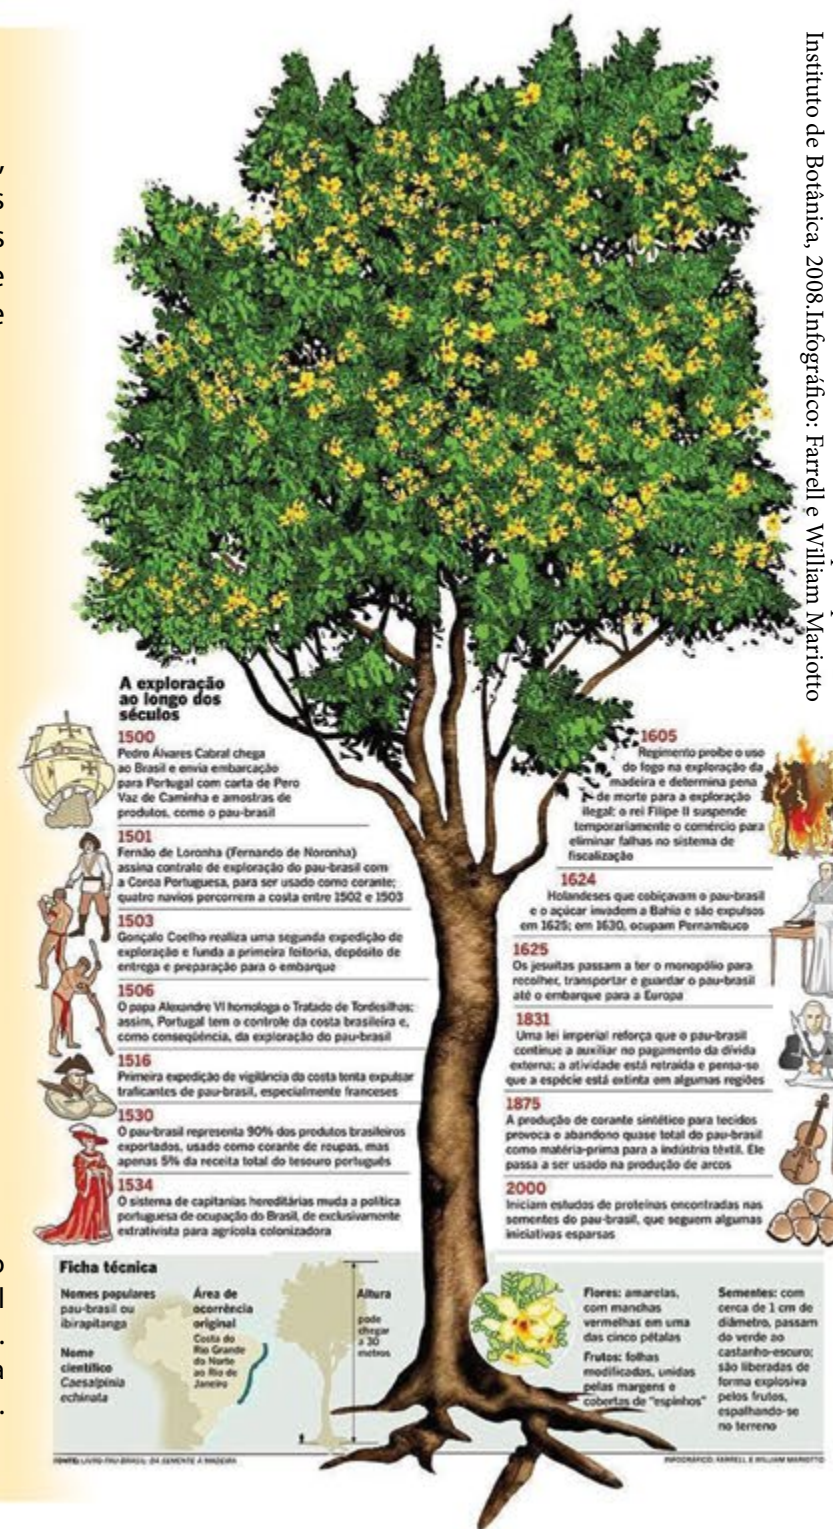 Instituto de Botânica, 2008.Infográfico: Farrell e William Mariotto
A exploração
ao longo dos
séculos
1500
Pedro Álvares Cabral chega
ao Brasil e envia embarcação
para Portugal com carta de Pero
Vaz de Caminha e amostras de
produtos, como o pau-brasil
1501
Fernão de Loronha (Fernando de Noronha)
assina contrato de exploração do pau-brasil com
a Coroa Portuguesa, para ser usado como corante;
quatro navios percorrem a costa entre 1502 e 1503
1503
Gonçalo Coelho realiza uma segunda expedição de
exploração e funda a primeira feitoria, depósito de
entrega e preparação para o embarque
1506
O papa Alexandre VI homologa o Tratado de Tordesilhas;
assim, Portugal tem o controle da costa brasileira e,
como conseqüência, da exploração do pau-brasil
1516
Primeira expedição de vigilância da costa tenta expulsar
traficantes de pau-brasil, especialmente franceses
1530
O pau-brasil representa 90% dos produtos brasileiros
exportados, usado como corante de roupas, mas
apenas 5% da receita total do tesouro português
1534
O sistema de capitanias hereditárias muda a política
portuguesa de ocupação do Brasil, de exclusivamente
extrativista para agrícola colonizadora
1605
Regimento proíbe o uso
do fogo na exploração da
madeira e determina pena
de morte para a exploração
ilegal; o rei Filipe II suspende
temporariamente o comércio para
eliminar falhas no sistema de
fiscalização
1624
Holandeses que cobiçavam o pau-brasil
e o açúcar invadem a Bahia e são expulsos
em 1625; em 1630, ocupam Pernambuco
1625
Os jesuítas passam a ter o monopólio para
recolher, transportar e guardar o pau-brasil
até o embarque para a Europa
1831
Uma lei imperial reforça que o pau-brasil
continue a auxiliar no pagamento da dívida
externa; a atividade está retraída e pensa-se
que a espécie está extinta em algumas regiões
1875
A produção de corante sintético para tecidos
provoca o abandono quase total do pau-brasil
como matéria-prima para a indústria têxtil. Ele
passa a ser usado na produção de arcos
2000
Iniciam estudos de proteínas encontradas nas
sementes do pau-brasil, que seguem algumas
iniciativas esparsas
Ficha técnica
Nomes populares
pau-brasil ou
ibirapitanga
Nome
científico
Caesalpinia
echinata
Área de
ocorrência
original
Costa do
Rio Grande
do Norte
ao Rio de
Janeiro
Altura
pode
chegar
a 30
metros
Flores: amarelas,
com manchas
vermelhas em uma
das cinco pétalas
Frutos: folhas
modificadas, unidas
pelas margens e
cobertas de "espinhos"
Sementes: com
cerca de 1 cm de
diâmetro, passam
do verde ao
castanho-escuro;
são liberadas de
forma explosiva
pelos frutos,
espalhando-se
no terreno
FONTE: LIVRO PAU-BRASIL: DA SEMENTE À MADEIRA
INFOGRÁFICO: FARRELL E WILLIAM MARIOTTO